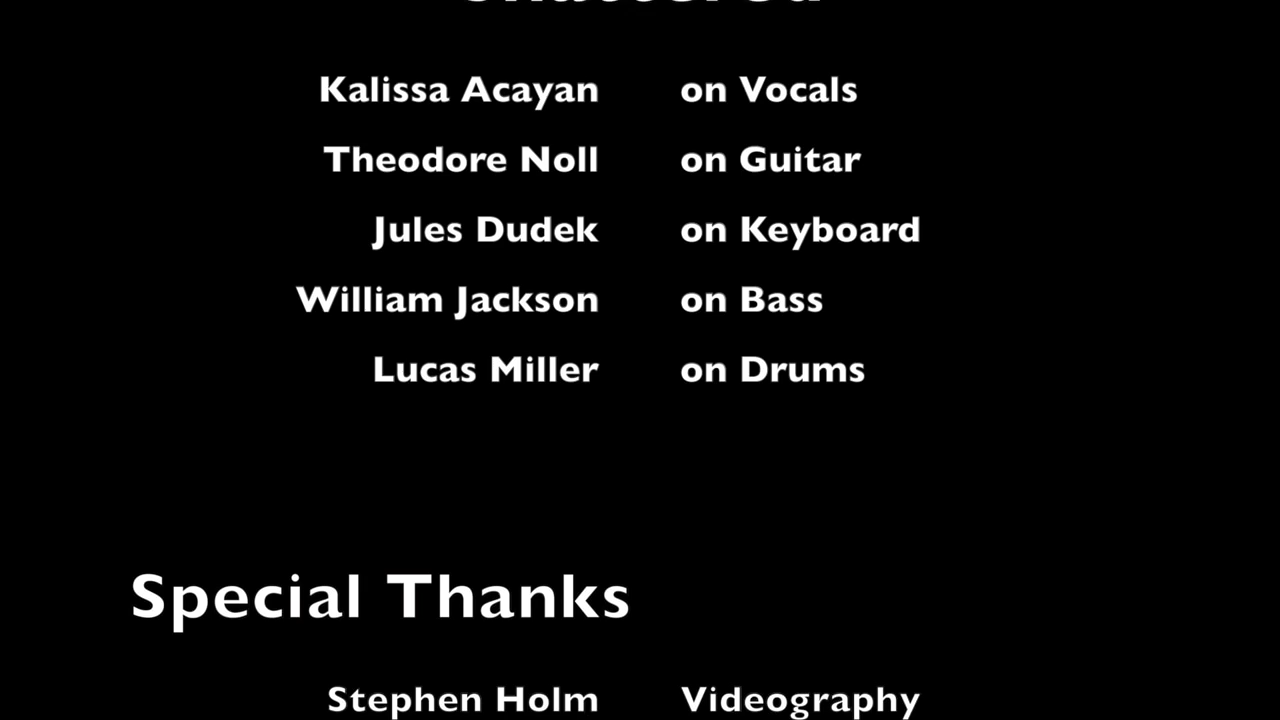 Kalissa Acayan on Vocals
Theodore Noll on Guitar
Jules Dudek on Keyboard
William Jackson on Bass
Lucas Miller on Drums
Special Thanks
Stephen Holm Videography